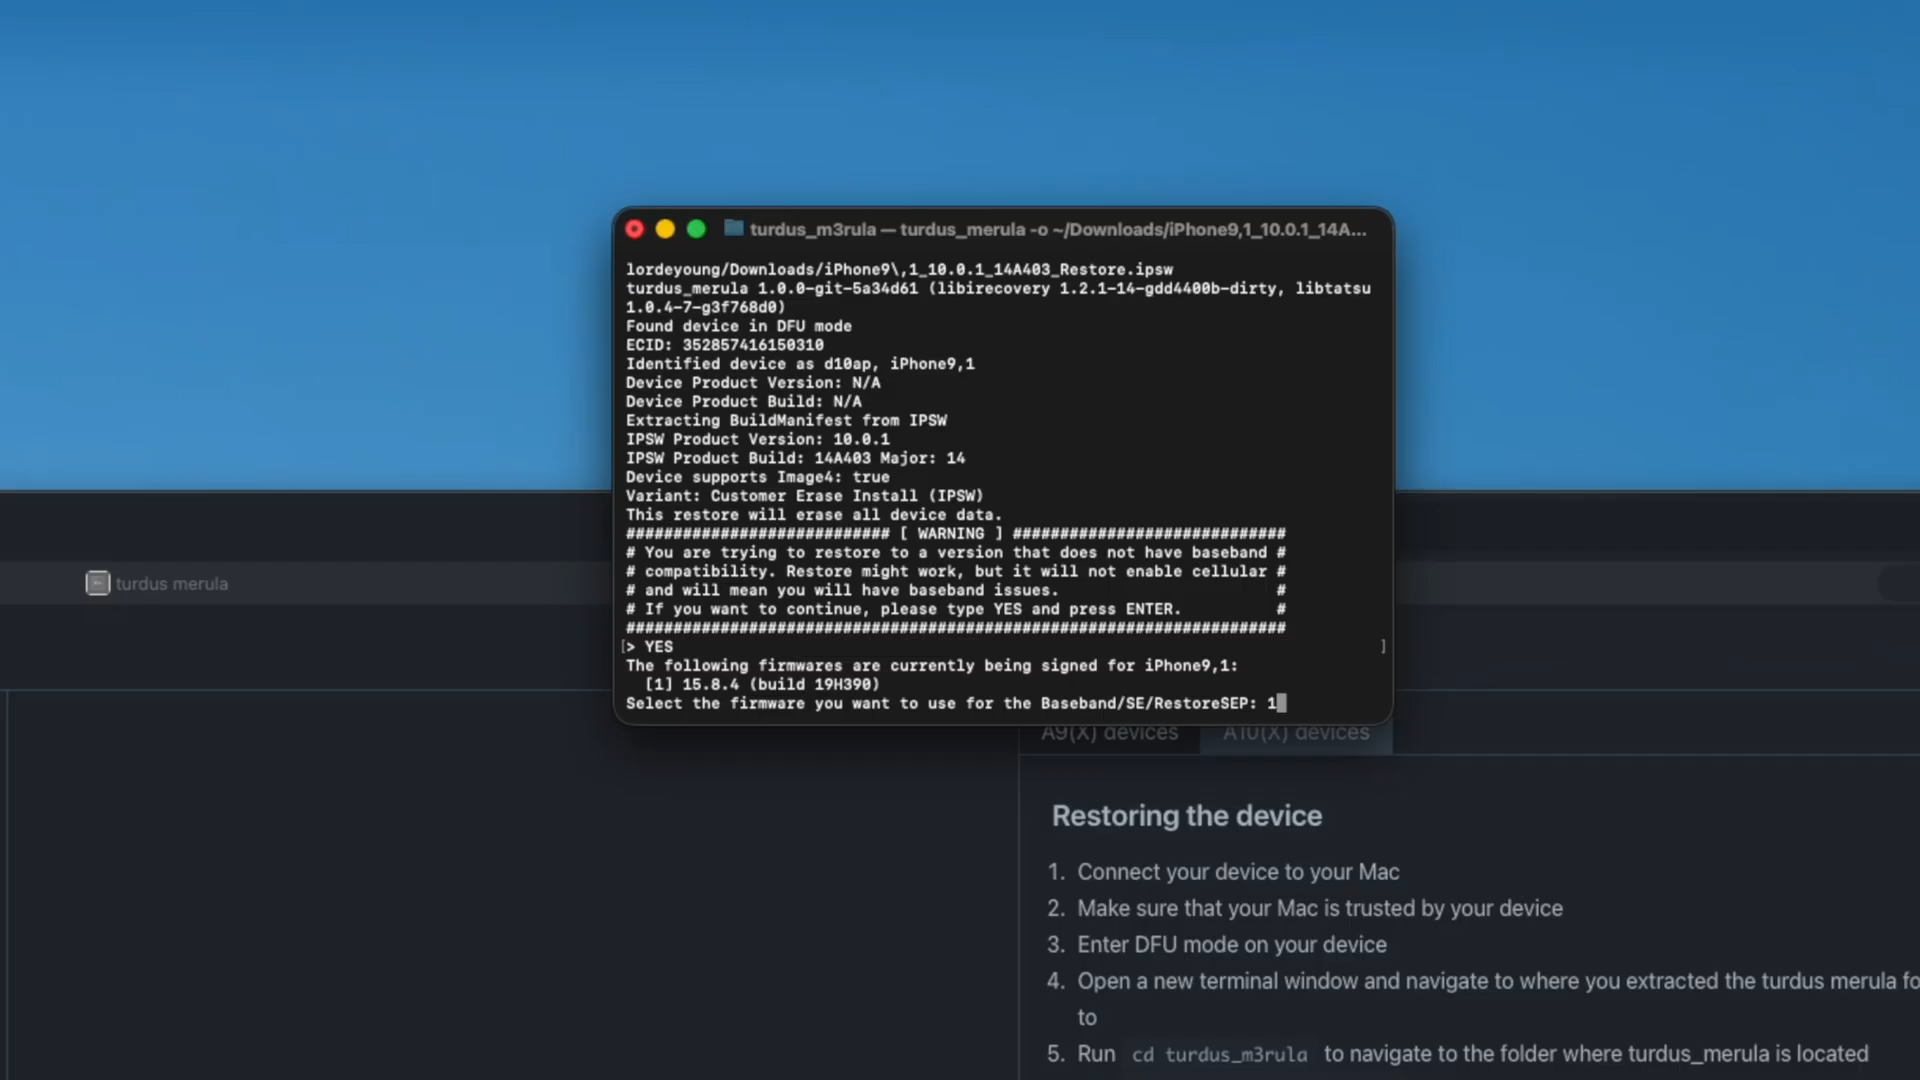 turdus_m3rula — turdus_merula -o ~/Downloads/iPhone9,1_10.0.1_14A...
lordeyoung/Downloads/iPhone9\,1_10.0.1_14A403_Restore.ipsw
turdus_merula 1.0.0-git-5a34d61 (libirecovery 1.2.1-14-gdd4400b-dirty, libtatsu
1.0.4-7-g3f768d0)
Found device in DFU mode
ECID: 352857416150310
Identified device as d10ap, iPhone9,1
Device Product Version: N/A
Device Product Build: N/A
Extracting BuildManifest from IPSW
IPSW Product Version: 10.0.1
IPSW Product Build: 14A403 Major: 14
Device supports Image4: true
Variant: Customer Erase Install (IPSW)
This restore will erase all device data.
############################ [ WARNING ] #############################
# You are trying to restore to a version that does not have baseband #
# compatibility. Restore might work, but it will not enable cellular #
# and will mean you will have baseband issues. #
# If you want to continue, please type YES and press ENTER. #
######################################################################
[> YES ]
The following firmwares are currently being signed for iPhone9,1:
[1] 15.8.4 (build 19H390)
Select the firmware you want to use for the Baseband/SE/RestoreSEP: 1
turdus merula
A9(X) devices A10(X) devices
Restoring the device
1. Connect your device to your Mac
2. Make sure that your Mac is trusted by your device
3. Enter DFU mode on your device
4. Open a new terminal window and navigate to where you extracted the turdus merula fo
to
5. Run cd turdus_m3rula to navigate to the folder where turdus_merula is located